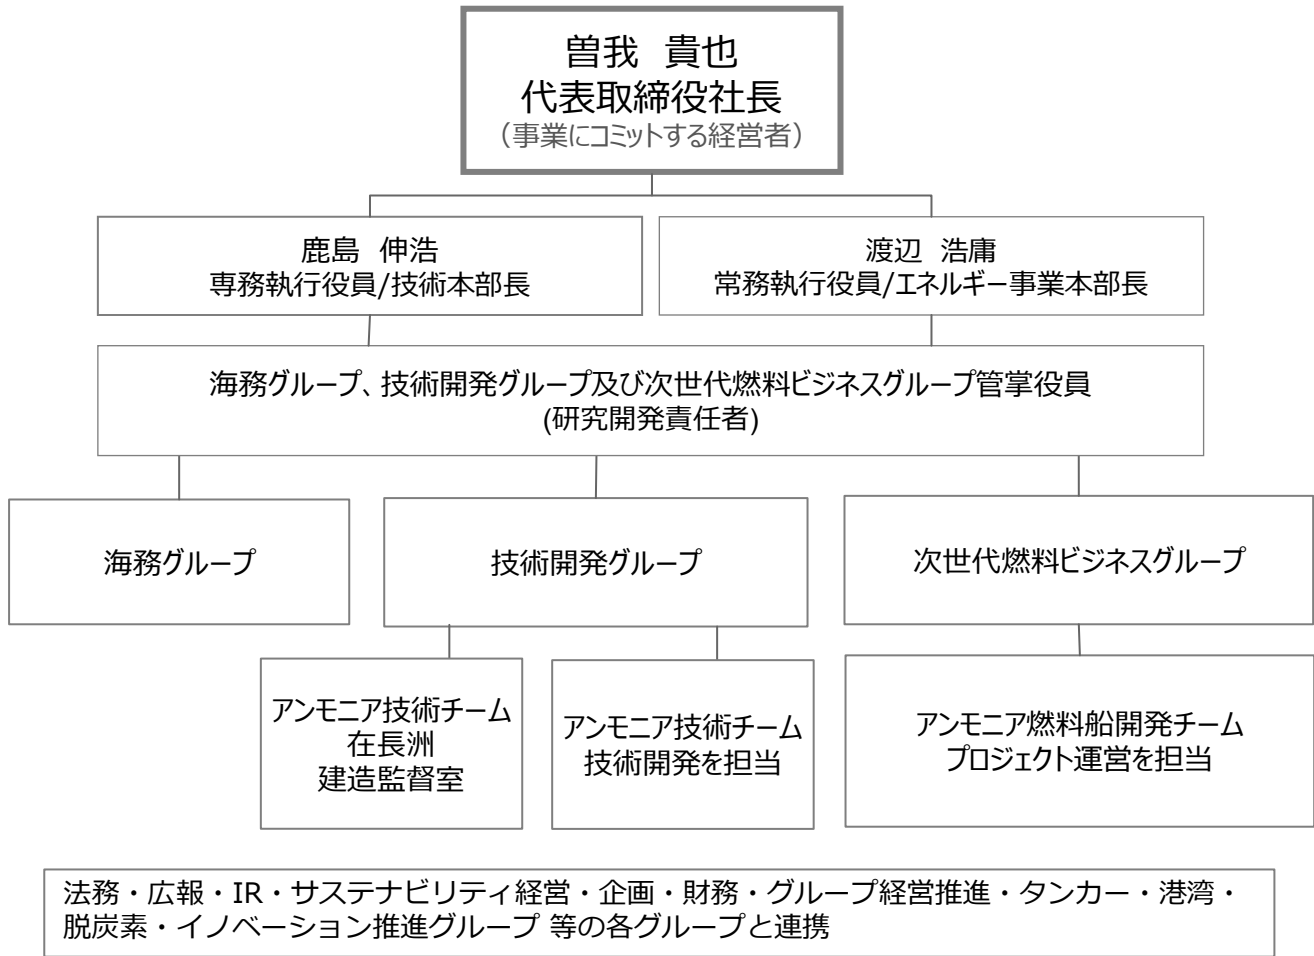 曽我　貴也
代表取締役社長
（事業にコミットする経営者）
鹿島　伸浩
専務執行役員/技術本部長
渡辺　浩庸
常務執行役員/エネルギー事業本部長
海務グループ、技術開発グループ及び次世代燃料ビジネスグループ管掌役員
(研究開発責任者)
海務グループ
技術開発グループ
次世代燃料ビジネスグループ
アンモニア技術チーム
在長洲
建造監督室
アンモニア技術チーム
技術開発を担当
アンモニア燃料船開発チーム
プロジェクト運営を担当
法務・広報・IR・サステナビリティ経営・企画・財務・グループ経営推進・タンカー・港湾・
脱炭素・イノベーション推進グループ 等の各グループと連携